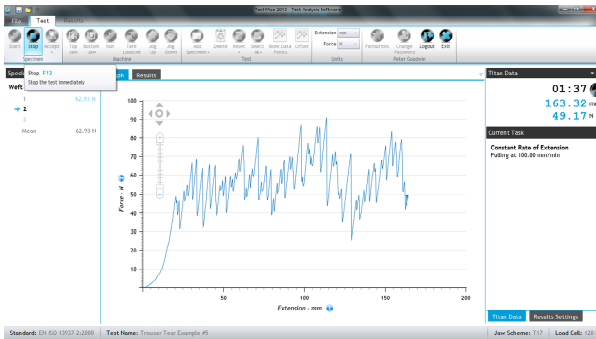 TestWise 2012 - Test Analysis Software
File Test Results
Start Stop Accept Top Jaw Bottom Jaw Run Fare Loadcell Jog Up Jog Down Add Specimen Delete Reset Select All Show Data Points Offset Extension mm Force N Favourites Change Password Logout Exit
Specimen Machine Test Units Peter Goodwin
Stop F12
Stop the test immediately
Weft
1 62.93 N
2
3
Mean 62.93 N
Results
100
90
80
70
60
50
40
30
20
10
Force - N
50 100 150 200
Extension - mm
Titan Data
01:37
163.32 mm
49.17 N
Current Task
Constant Rate of Extension
Pulling at 100.00 mm/min
Titan Data Results Settings
Standard: EN ISO 13937-2:2000 Test Name: Trouser Tear Example #5 Jaw Scheme: T17 Load Cell: 120